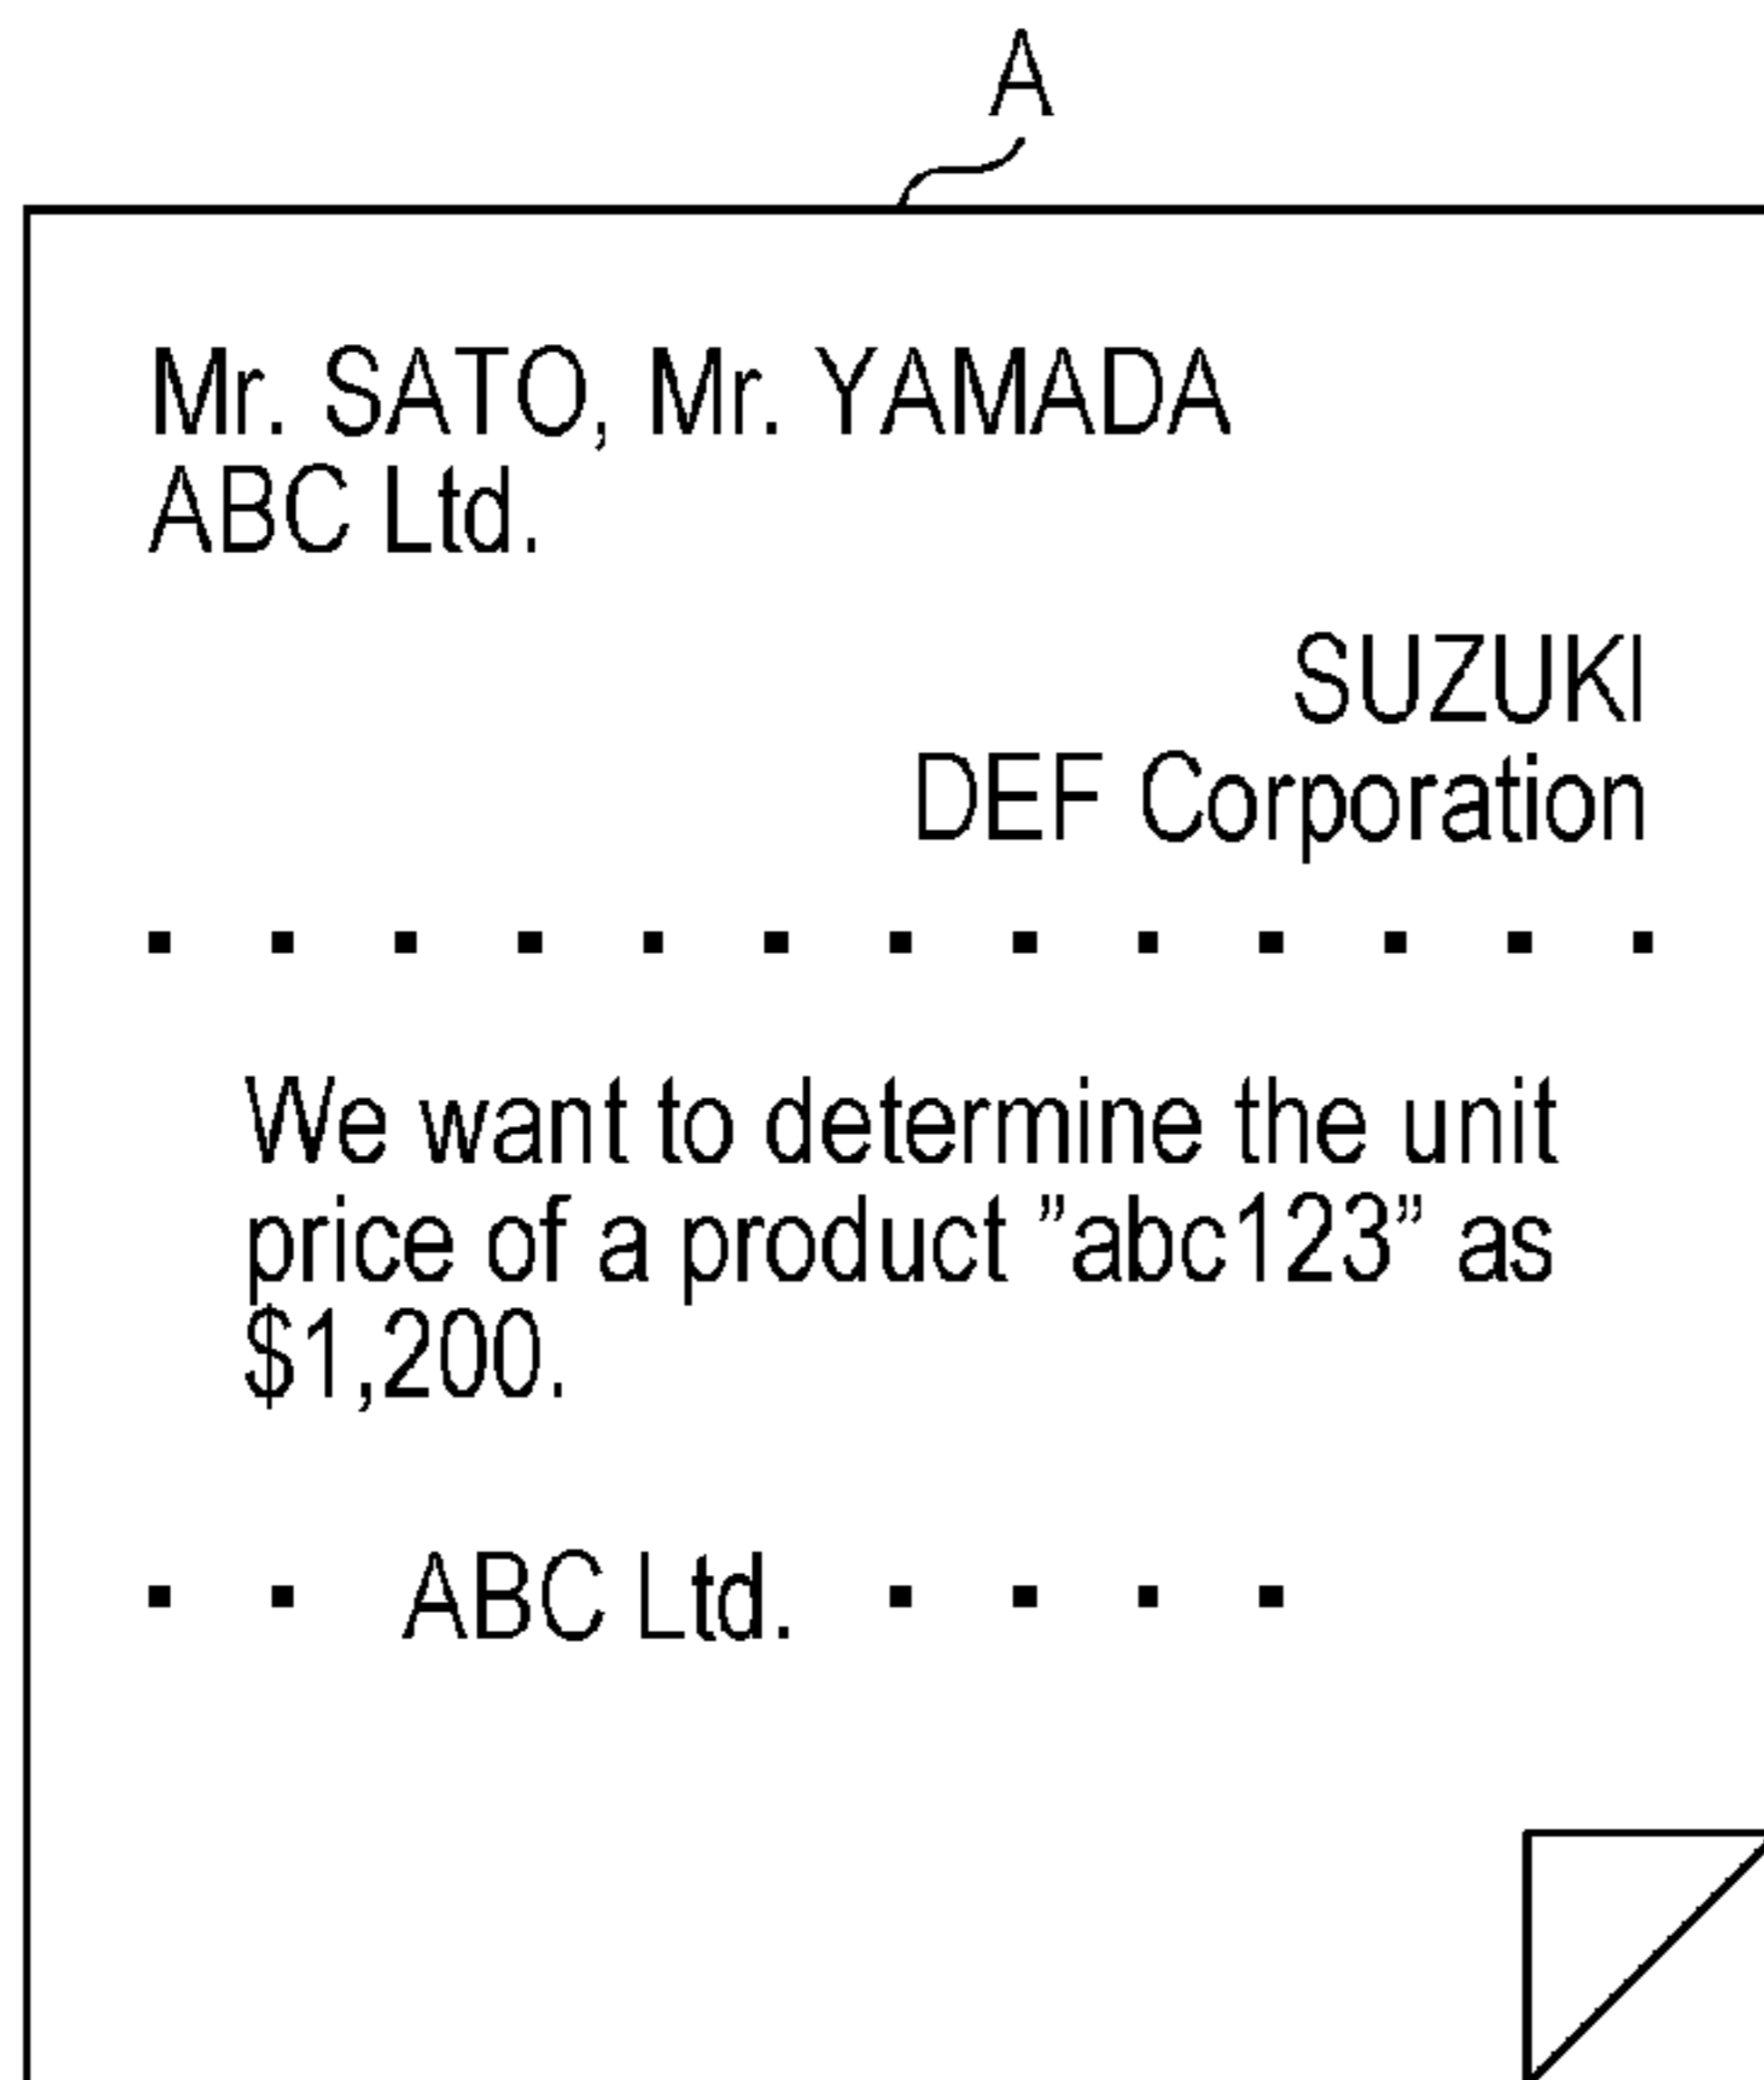 A
Mr. SATO, Mr. YAMADA
ABC Ltd.
SUZUKI
DEF Corporation
. . . . . . . . . . . . .
We want to determine the unit
price of a product ”abc123” as
$1,200.
. . ABC Ltd. . . . .